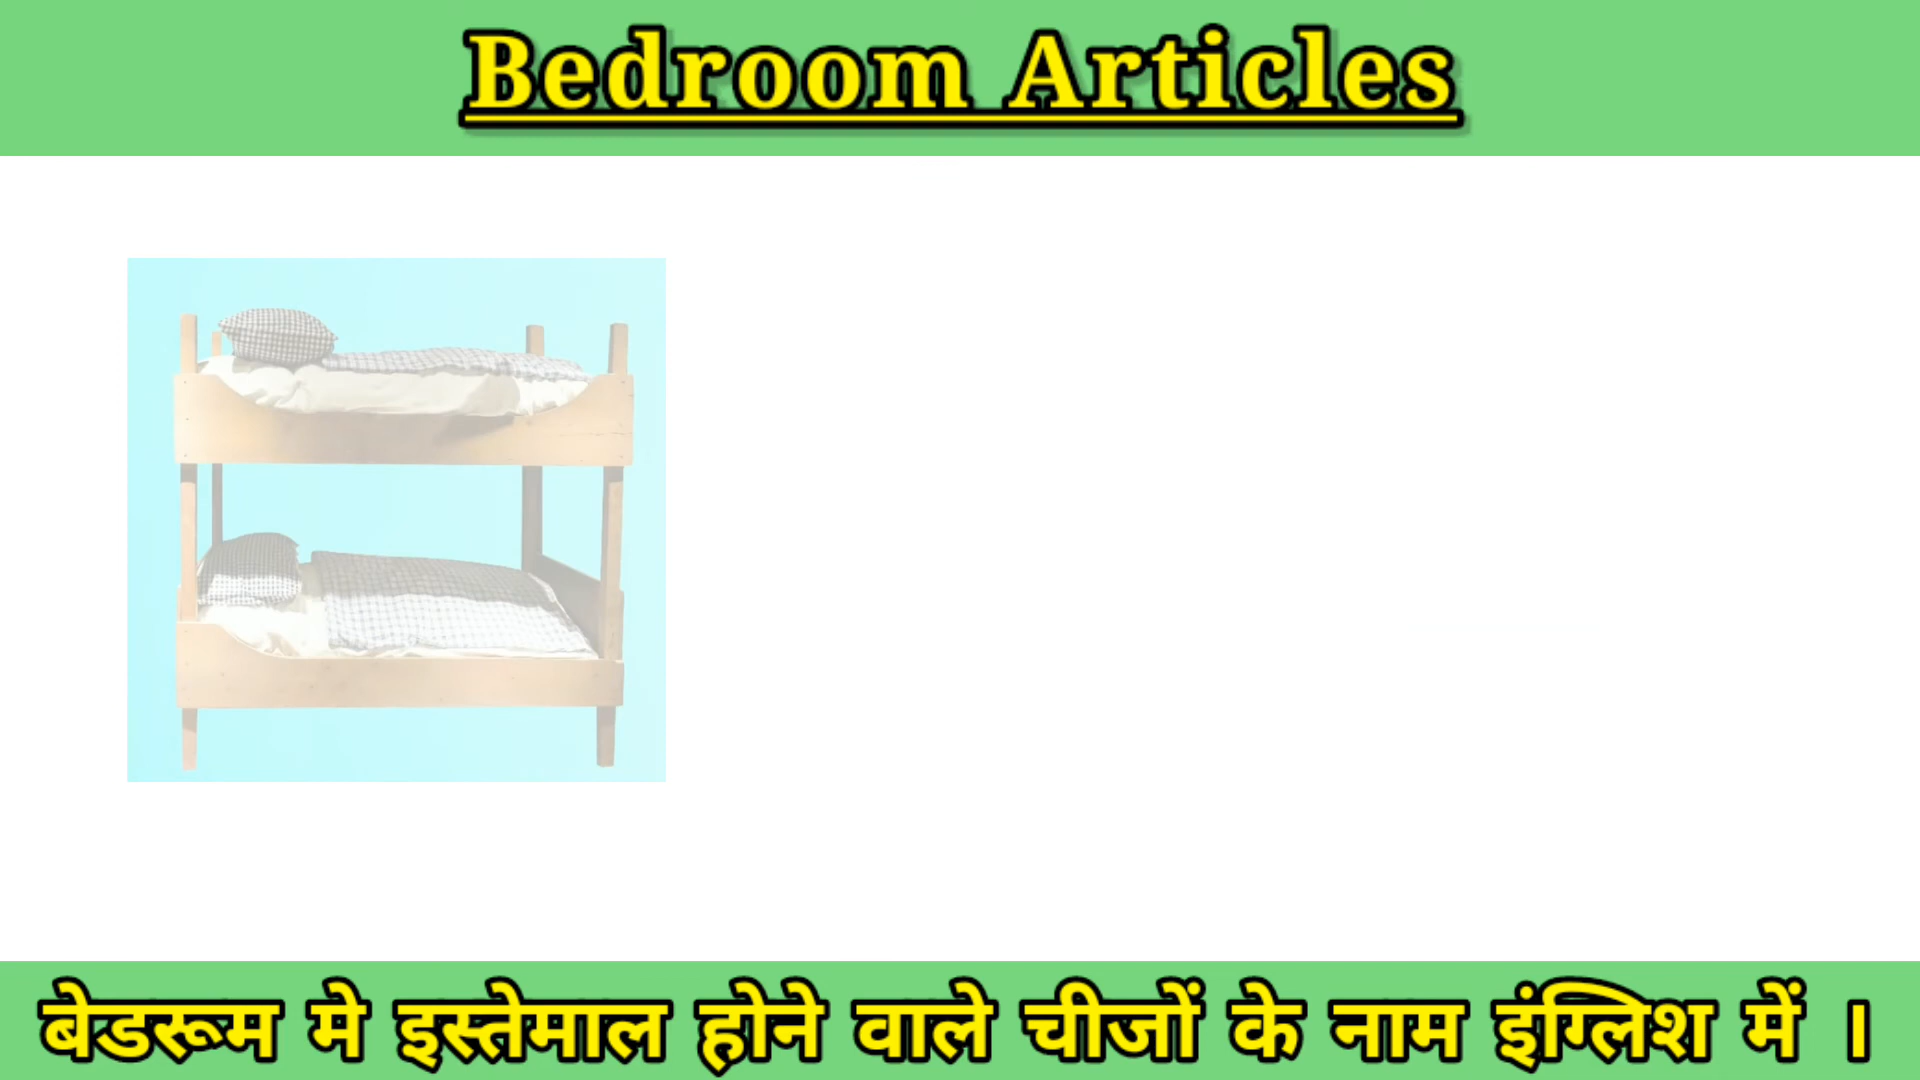 Bedroom Articles
बेडरूम मे इस्तेमाल होने वाले चीजों के नाम इंग्लिश में ।